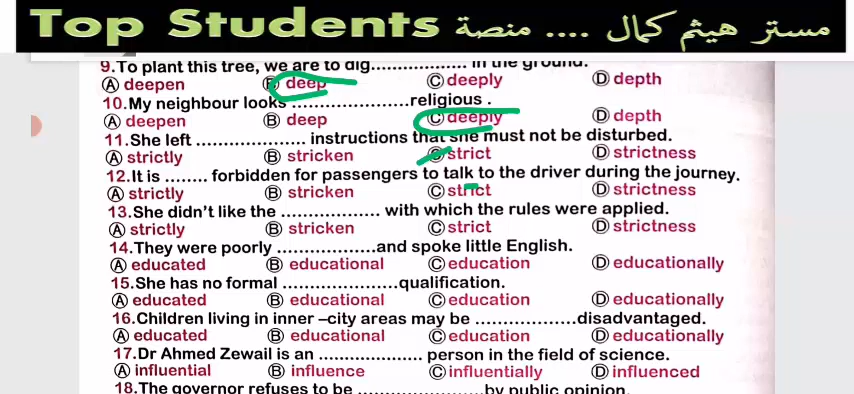 Top Students منصة .... مستر هيثم كمال
9.To plant this tree, we are to dig.................. in the ground.
Ⓐ deepen Ⓑ deep Ⓒ deeply Ⓓ depth
10.My neighbour looks ......................religious .
Ⓐ deepen Ⓑ deep Ⓒ deeply Ⓓ depth
11.She left .................... instructions that she must not be disturbed.
Ⓐ strictly Ⓑ stricken Ⓒ strict Ⓓ strictness
12.It is ........ forbidden for passengers to talk to the driver during the journey.
Ⓐ strictly Ⓑ stricken Ⓒ strict Ⓓ strictness
13.She didn't like the .................. with which the rules were applied.
Ⓐ strictly Ⓑ stricken Ⓒ strict Ⓓ strictness
14.They were poorly ..................and spoke little English.
Ⓐ educated Ⓑ educational Ⓒ education Ⓓ educationally
15.She has no formal .....................qualification.
Ⓐ educated Ⓑ educational Ⓒ education Ⓓ educationally
16.Children living in inner –city areas may be ..................disadvantaged.
Ⓐ educated Ⓑ educational Ⓒ education Ⓓ educationally
17.Dr Ahmed Zewail is an ................... person in the field of science.
Ⓐ influential Ⓑ influence Ⓒ influentially Ⓓ influenced
18.The governor refuses to be .......................by public opinion.